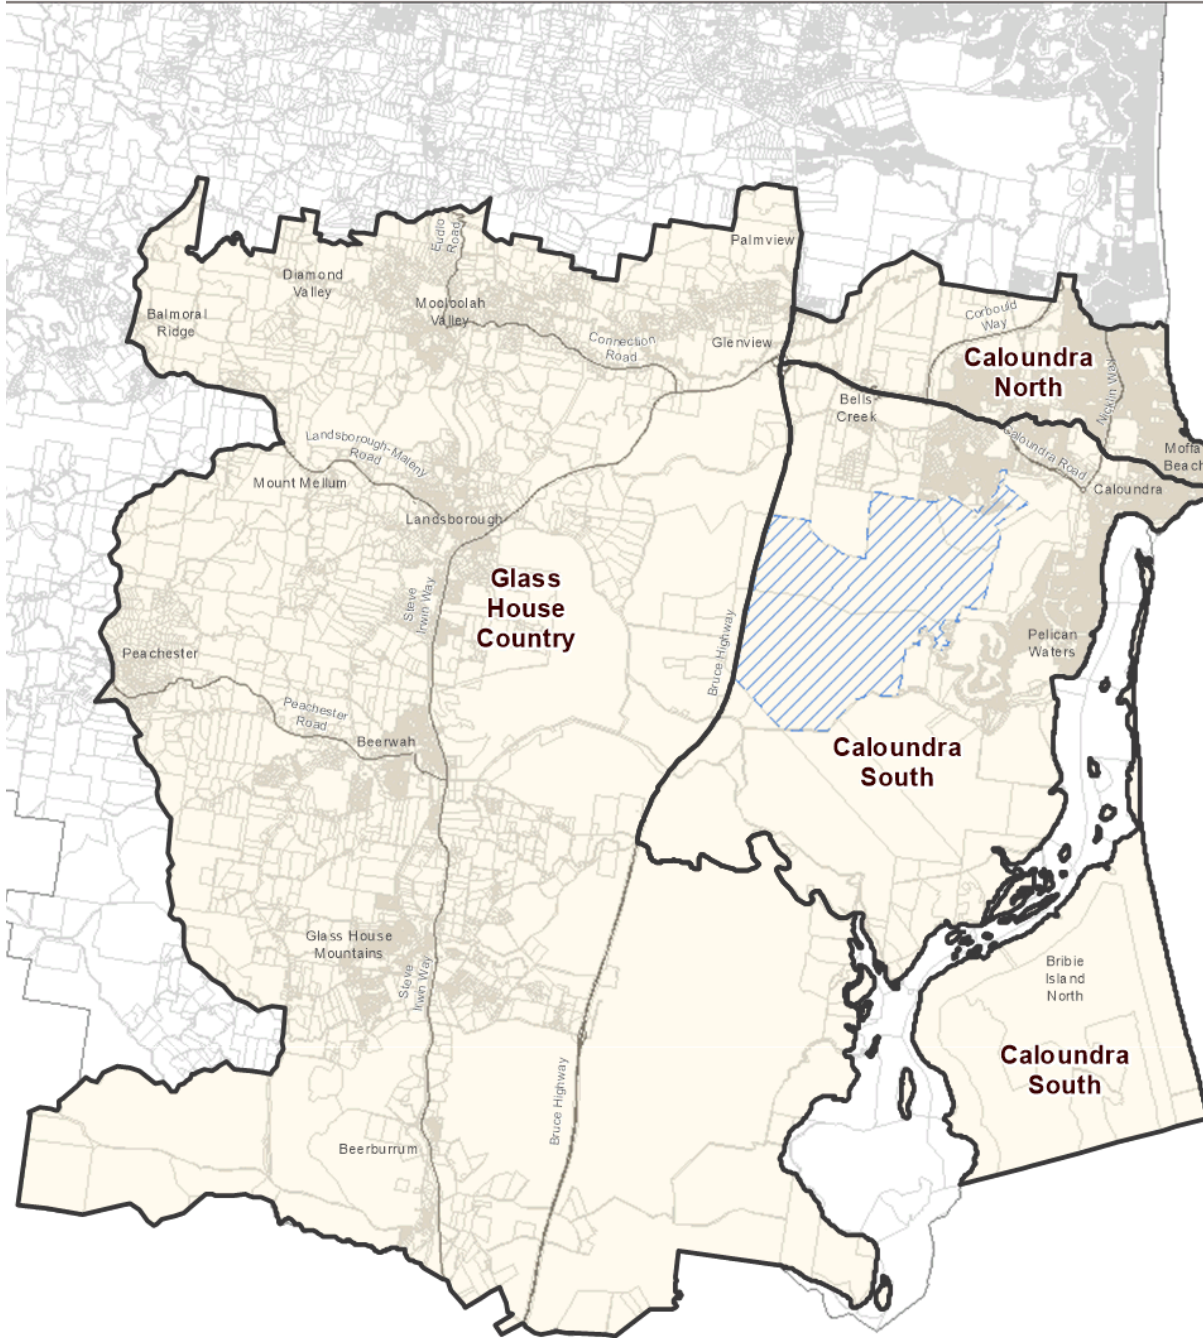 Palmview
Eudlo
Road
Diamond
Valley
Mooloolah
Valley
Balmoral
Ridge
Connection
Road
Glenview
Corbould
Way
Caloundra
North
Nicklin Way
Bells
Creek
Caloundra Road
Moffa
Beach
Caloundra
Landsborough-Maleny
Road
Mount Mellum
Landsborough
Glass
House
Country
Steve
Irwin Way
Bruce Highway
Pelican
Waters
Peachester
Peachester
Road
Beerwah
Caloundra
South
Glass House
Mountains
Steve
Irwin Way
Bribie
Island
North
Caloundra
South
Bruce Highway
Beerburrum